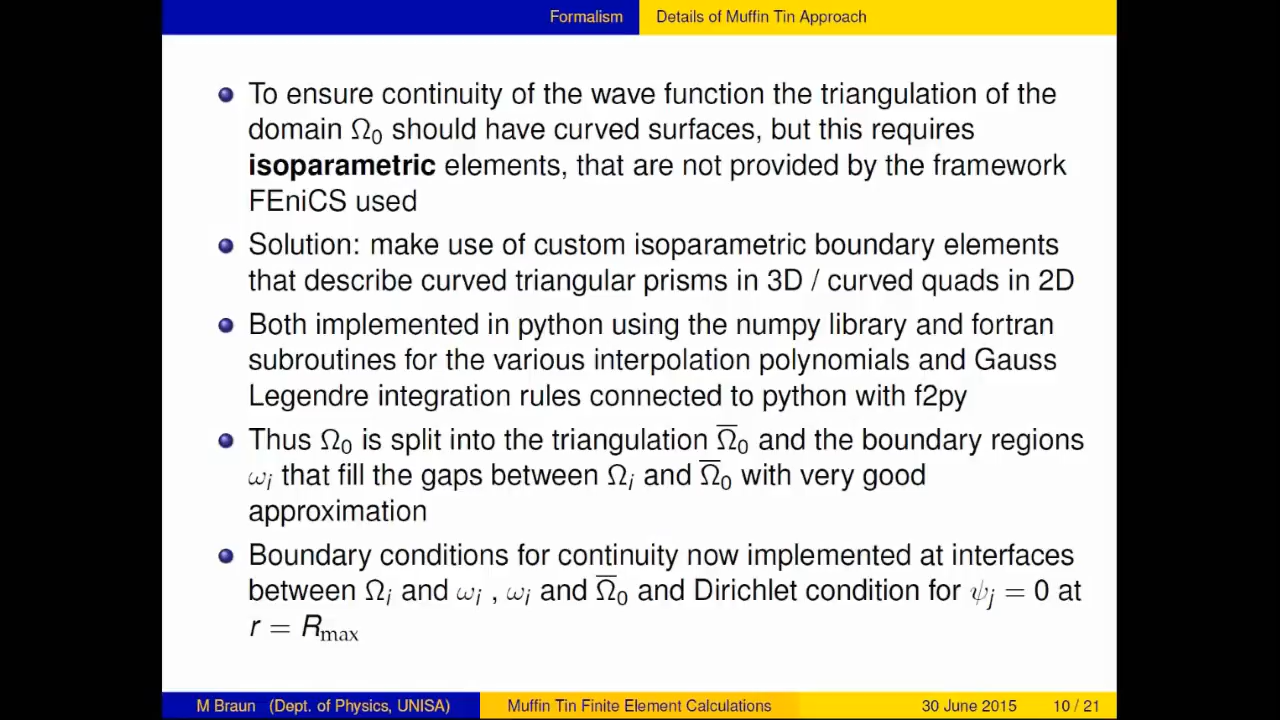 Formalism Details of Muffin Tin Approach
To ensure continuity of the wave function the triangulation of the
domain Ω₀ should have curved surfaces, but this requires
isoparametric elements, that are not provided by the framework
FEniCS used
Solution: make use of custom isoparametric boundary elements
that describe curved triangular prisms in 3D / curved quads in 2D
Both implemented in python using the numpy library and fortran
subroutines for the various interpolation polynomials and Gauss
Legendre integration rules connected to python with f2py
Thus Ω₀ is split into the triangulation Ω̅₀ and the boundary regions
ωᵢ that fill the gaps between Ωᵢ and Ω̅₀ with very good
approximation
Boundary conditions for continuity now implemented at interfaces
between Ωᵢ and ωᵢ , ωᵢ and Ω̅₀ and Dirichlet condition for ψⱼ = 0 at
r = Rmax
M Braun (Dept. of Physics, UNISA) Muffin Tin Finite Element Calculations 30 June 2015 10 / 21